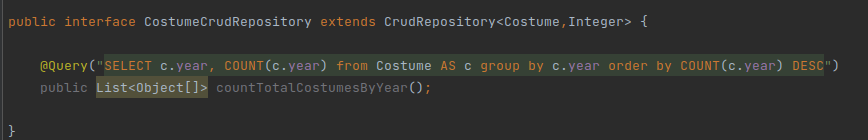 public interface CostumeCrudRepository extends CrudRepository<Costume,Integer> {
@Query("SELECT c.year, COUNT(c.year) from Costume AS c group by c.year order by COUNT(c.year) DESC")
public List<Object[]> countTotalCostumesByYear();
}